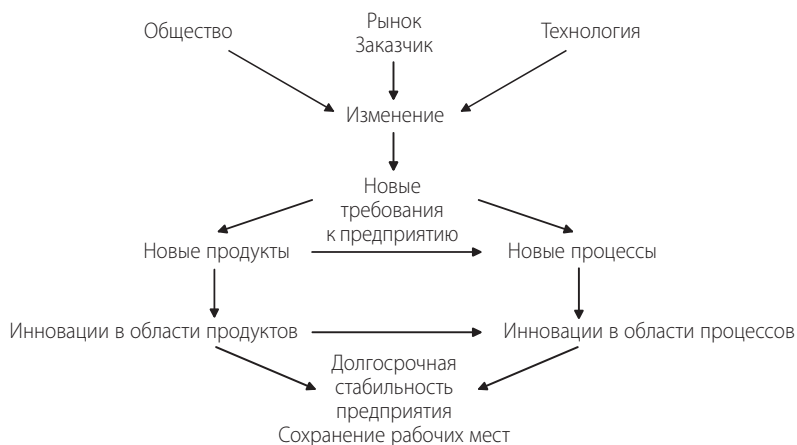 Общество
Рынок
Заказчик
Технология
Изменение
Новые
требования
к предприятию
Новые продукты
Новые процессы
Инновации в области продуктов
Инновации в области процессов
Долгосрочная
стабильность
предприятия
Сохранение рабочих мест